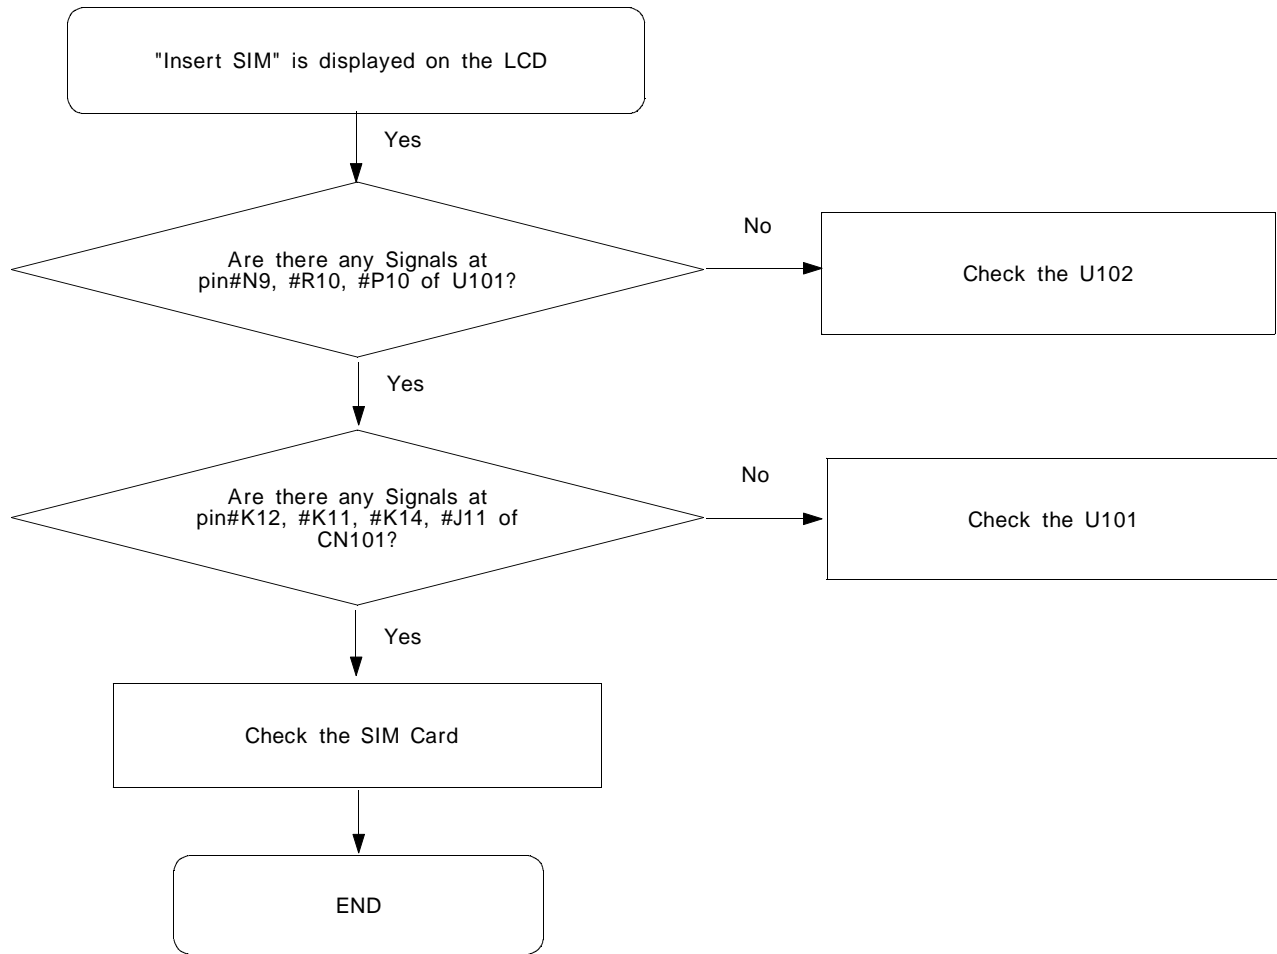 "Insert SIM" is displayed on the LCD
Yes
Are there any Signals at
pin#N9, #R10, #P10 of U101?
No
Check the U102
Yes
Are there any Signals at
pin#K12, #K11, #K14, #J11 of
CN101?
No
Check the U101
Yes
Check the SIM Card
END